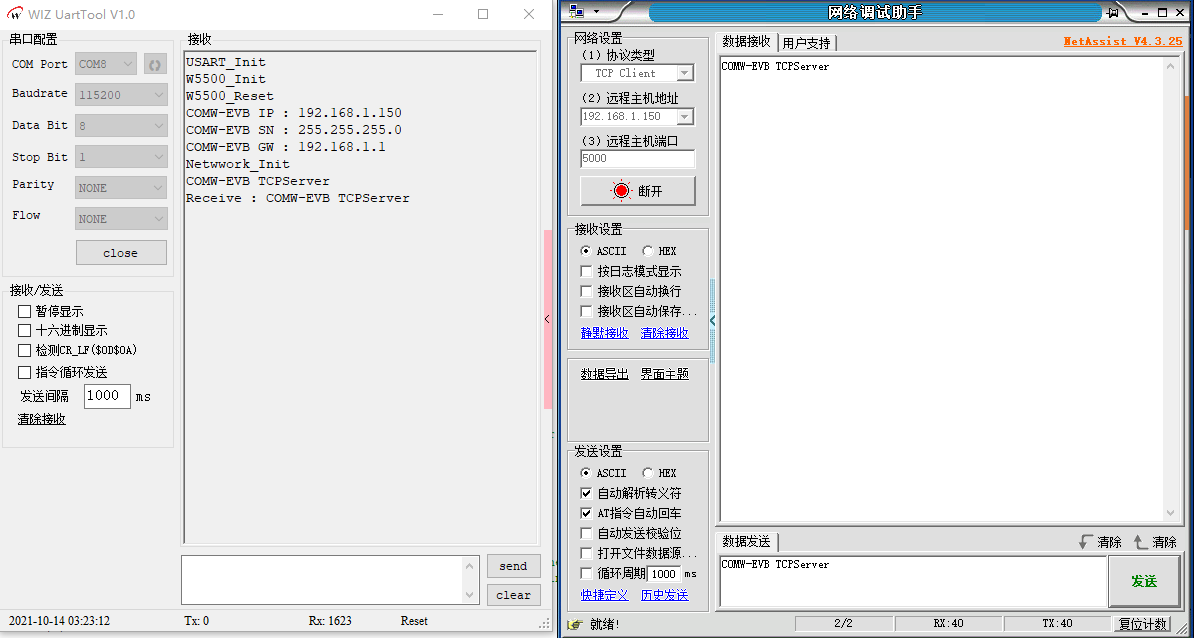 WIZ UartTool V1.0
串口配置
COM Port COM8
Baudrate 115200
Data Bit 8
Stop Bit 1
Parity NONE
Flow NONE
close
接收/发送
暂停显示
十六进制显示
检测CR_LF($0D$0A)
指令循环发送
发送间隔 1000 ms
清除接收
接收
USART_Init
W5500_Init
W5500_Reset
COMW-EVB IP : 192.168.1.150
COMW-EVB SN : 255.255.255.0
COMW-EVB GW : 192.168.1.1
Netwwork_Init
COMW-EVB TCPServer
Receive : COMW-EVB TCPServer
send
clear
2021-10-14 03:23:12 Tx: 0 Rx: 1623 Reset
网络调试助手
网络设置
(1) 协议类型
TCP Client
(2) 远程主机地址
192.168.1.150
(3) 远程主机端口
5000
断开
接收设置
ASCII HEX
按日志模式显示
接收区自动换行
接收区自动保存...
静默接收 清除接收
数据导出 界面主题
发送设置
ASCII HEX
自动解析转义符
AT指令自动回车
自动发送校验位
打开文件数据源...
循环周期 1000 ms
快捷定义 历史发送
数据接收 用户支持 NetAssist V4.3.25
COMW-EVB TCPServer
数据发送 清除 清除
COMW-EVB TCPServer
发送
就绪! 2/2 RX:40 TX:40 复位计数